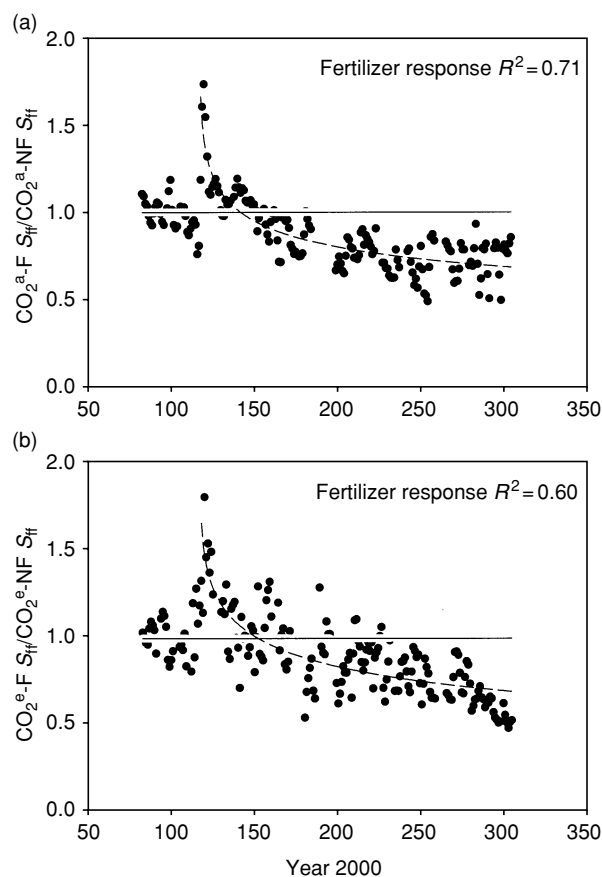 (a)
2.0
Fertilizer response R² = 0.71
1.5
1.0
0.5
0.0
CO₂ᵃ-F Sff/CO₂ᵃ-NF Sff
50 100 150 200 250 300 350
(b)
2.0
Fertilizer response R² = 0.60
1.5
1.0
0.5
0.0
CO₂ᵉ-F Sff/CO₂ᵉ-NF Sff
50 100 150 200 250 300 350
Year 2000